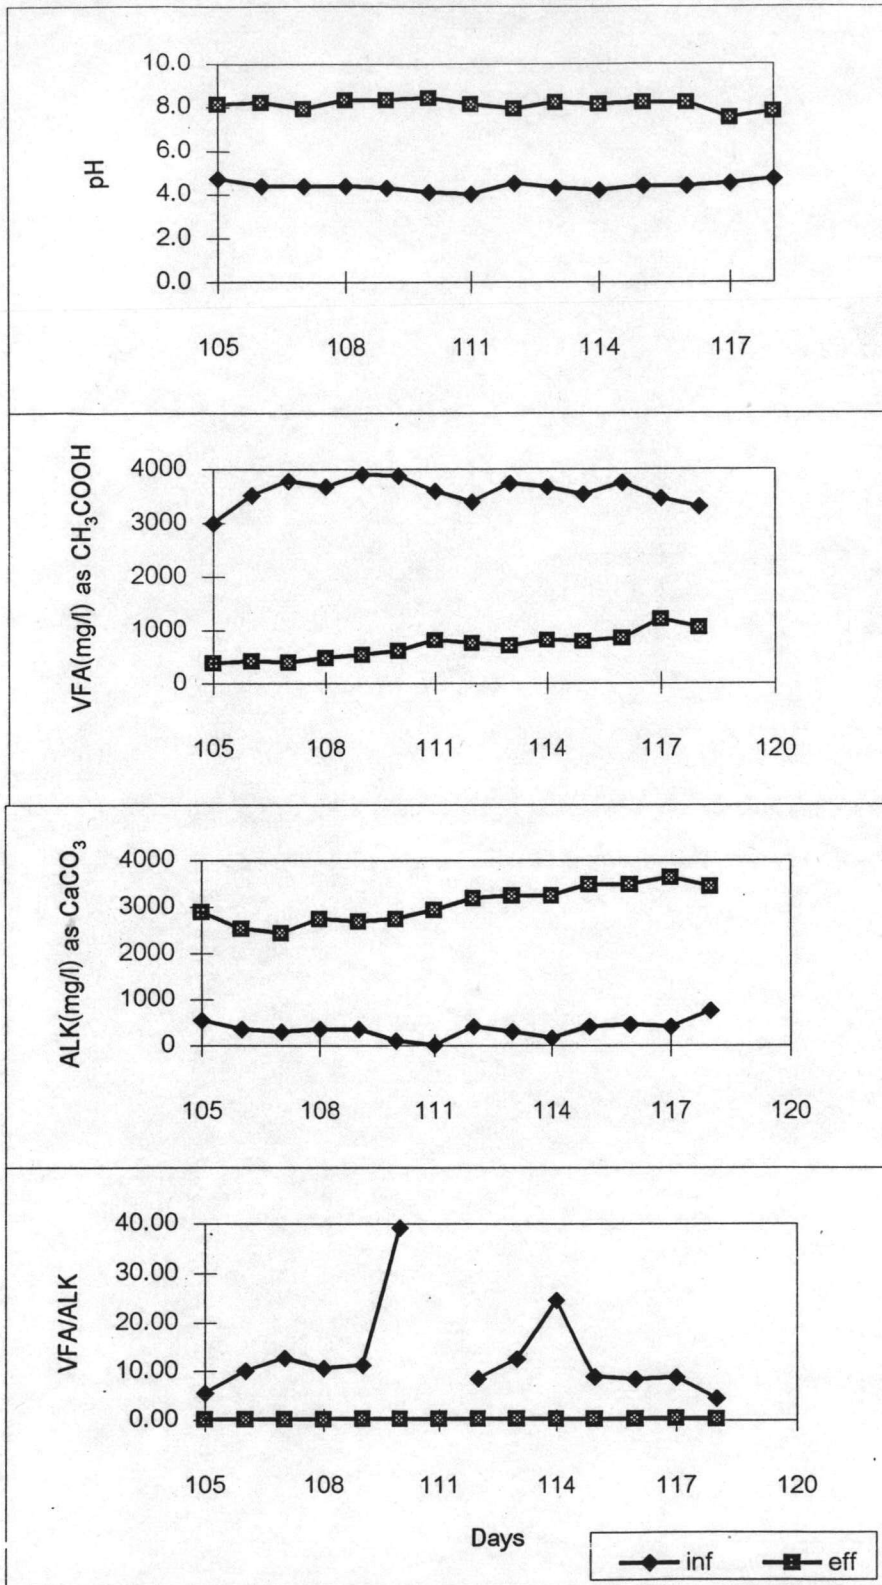 10.0
8.0
6.0
4.0
2.0
0.0
pH
105 108 111 114 117
4000
3000
2000
1000
0
VFA(mg/l) as CH₃COOH
105 108 111 114 117 120
4000
3000
2000
1000
0
ALK(mg/l) as CaCO₃
105 108 111 114 117 120
40.00
30.00
20.00
10.00
0.00
VFA/ALK
105 108 111 114 117 120
Days
inf eff